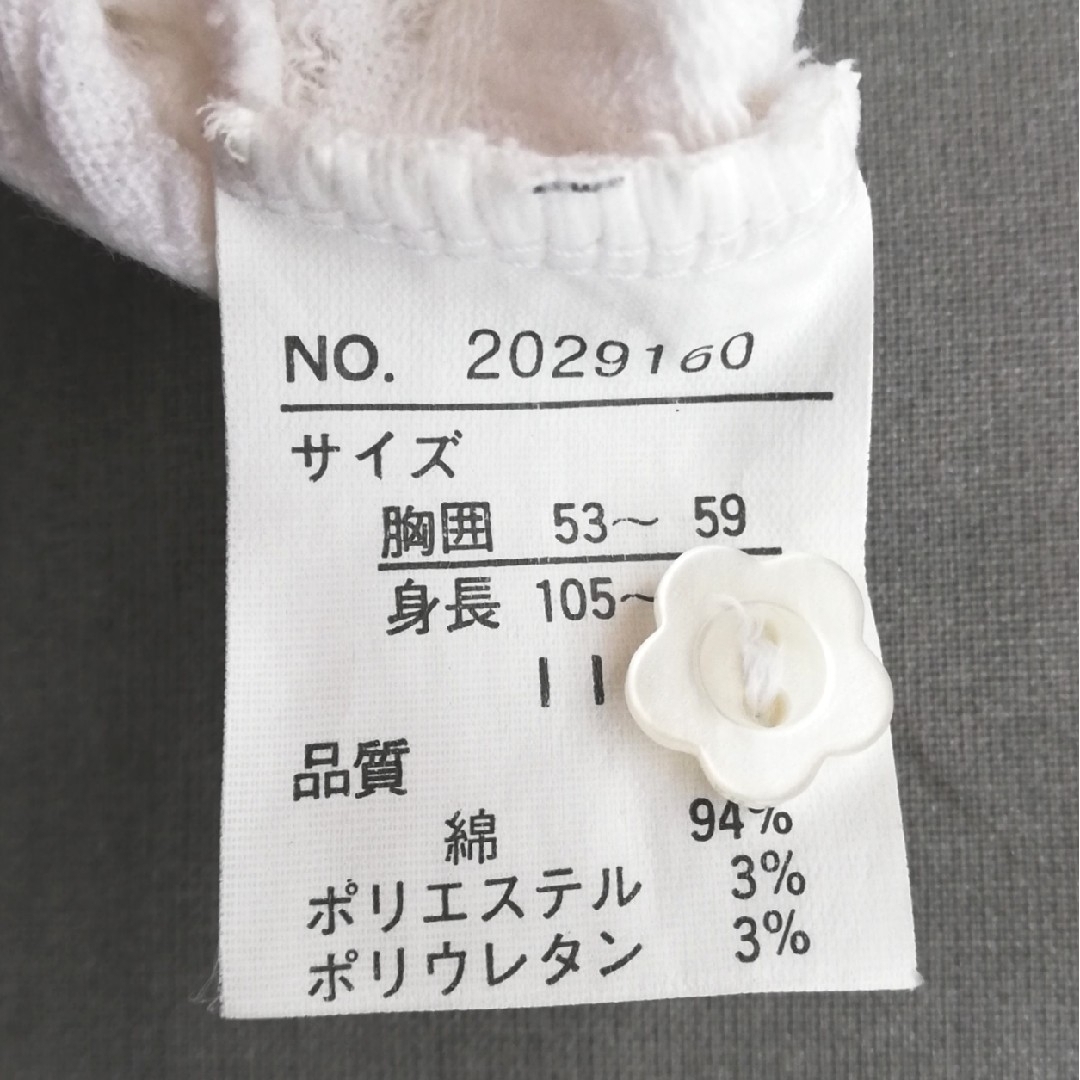 NO. 2029160
サイズ
胸囲 53～ 59
身長 105～
11
品質
綿 94%
ポリエステル 3%
ポリウレタン 3%